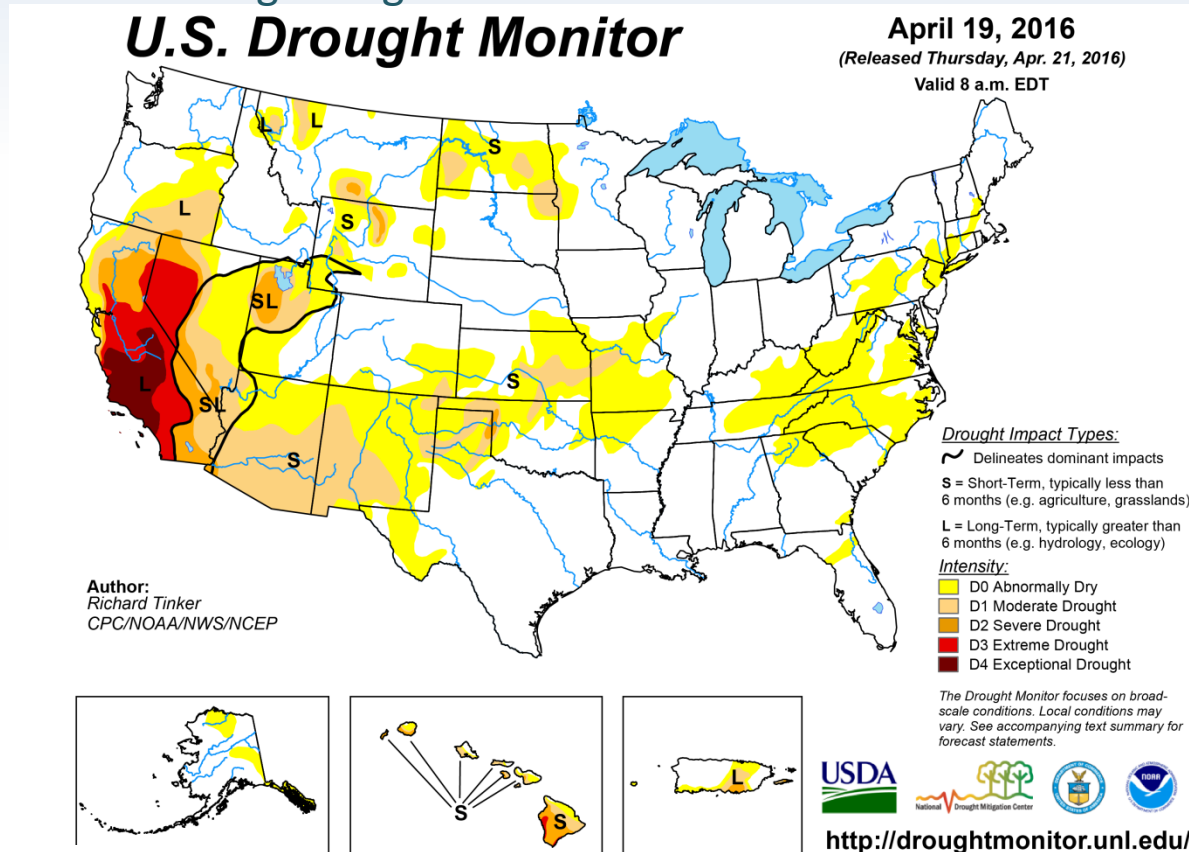 U.S. Drought Monitor
April 19, 2016
(Released Thursday, Apr. 21, 2016)
Valid 8 a.m. EDT
L
L
S
L
S
SL
S
L
SL
S
Drought Impact Types:
Delineates dominant impacts
S = Short-Term, typically less than
6 months (e.g. agriculture, grasslands)
L = Long-Term, typically greater than
6 months (e.g. hydrology, ecology)
Intensity:
D0 Abnormally Dry
D1 Moderate Drought
D2 Severe Drought
D3 Extreme Drought
D4 Exceptional Drought
Author:
Richard Tinker
CPC/NOAA/NWS/NCEP
The Drought Monitor focuses on broad-
scale conditions. Local conditions may
vary. See accompanying text summary for
forecast statements.
S
S
L
USDA
National Drought Mitigation Center
NOAA
http://droughtmonitor.unl.edu/